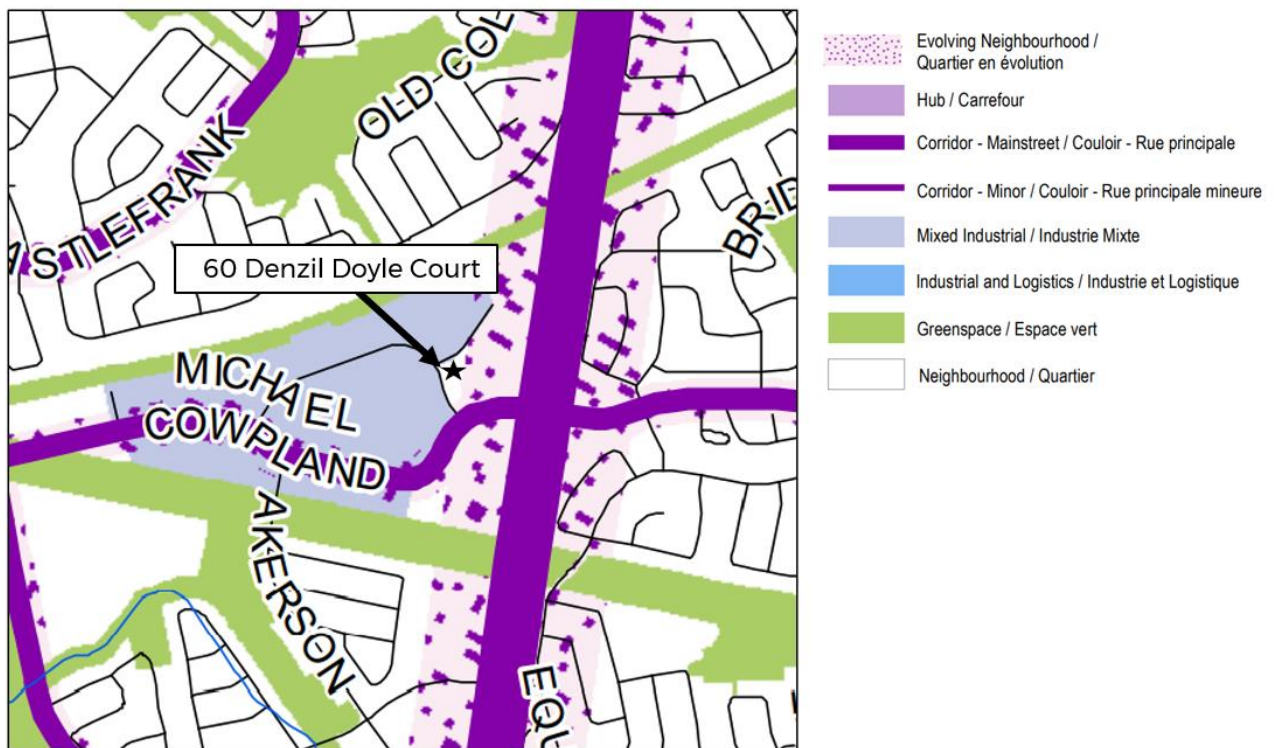 OLD COL
ASTLEFRANK
BRID
60 Denzil Doyle Court
MICHAEL
COWPLAND
AKERSON
EQU
Evolving Neighbourhood /
Quartier en évolution
Hub / Carrefour
Corridor - Mainstreet / Couloir - Rue principale
Corridor - Minor / Couloir - Rue principale mineure
Mixed Industrial / Industrie Mixte
Industrial and Logistics / Industrie et Logistique
Greenspace / Espace vert
Neighbourhood / Quartier